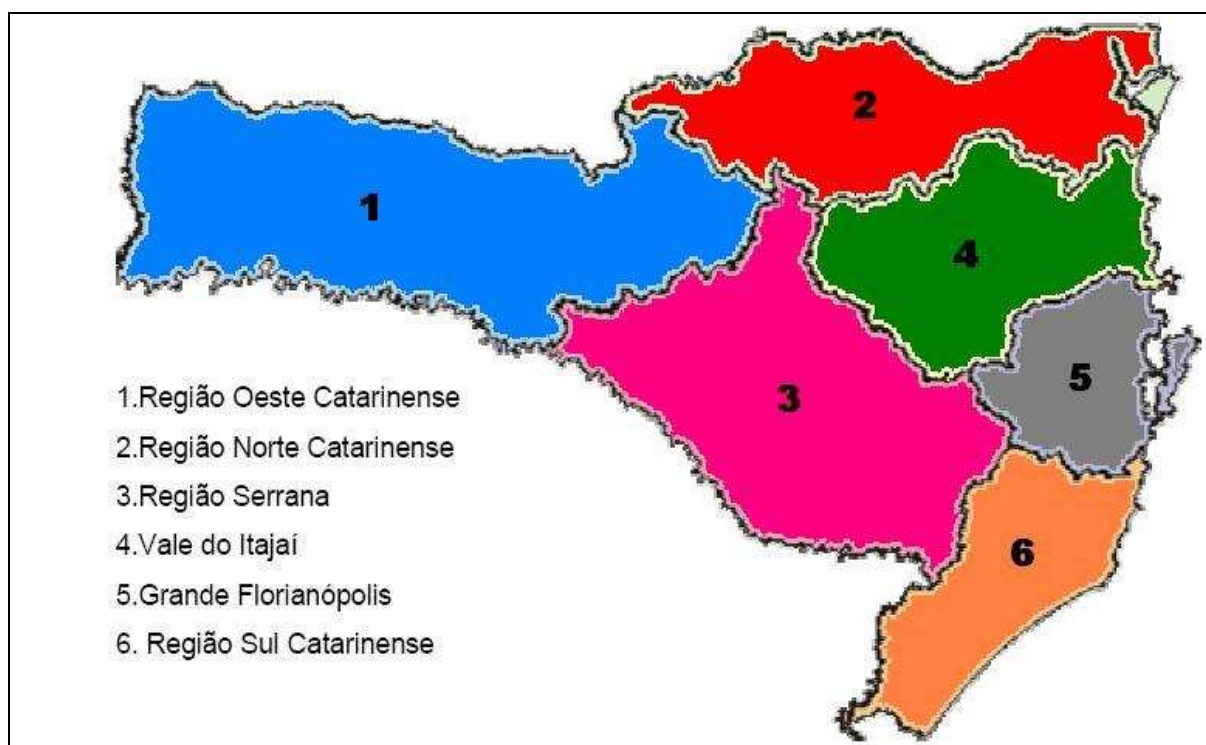 2
1
4
5
3
6
1.Região Oeste Catarinense
2.Região Norte Catarinense
3.Região Serrana
4.Vale do Itajaí
5.Grande Florianópolis
6. Região Sul Catarinense